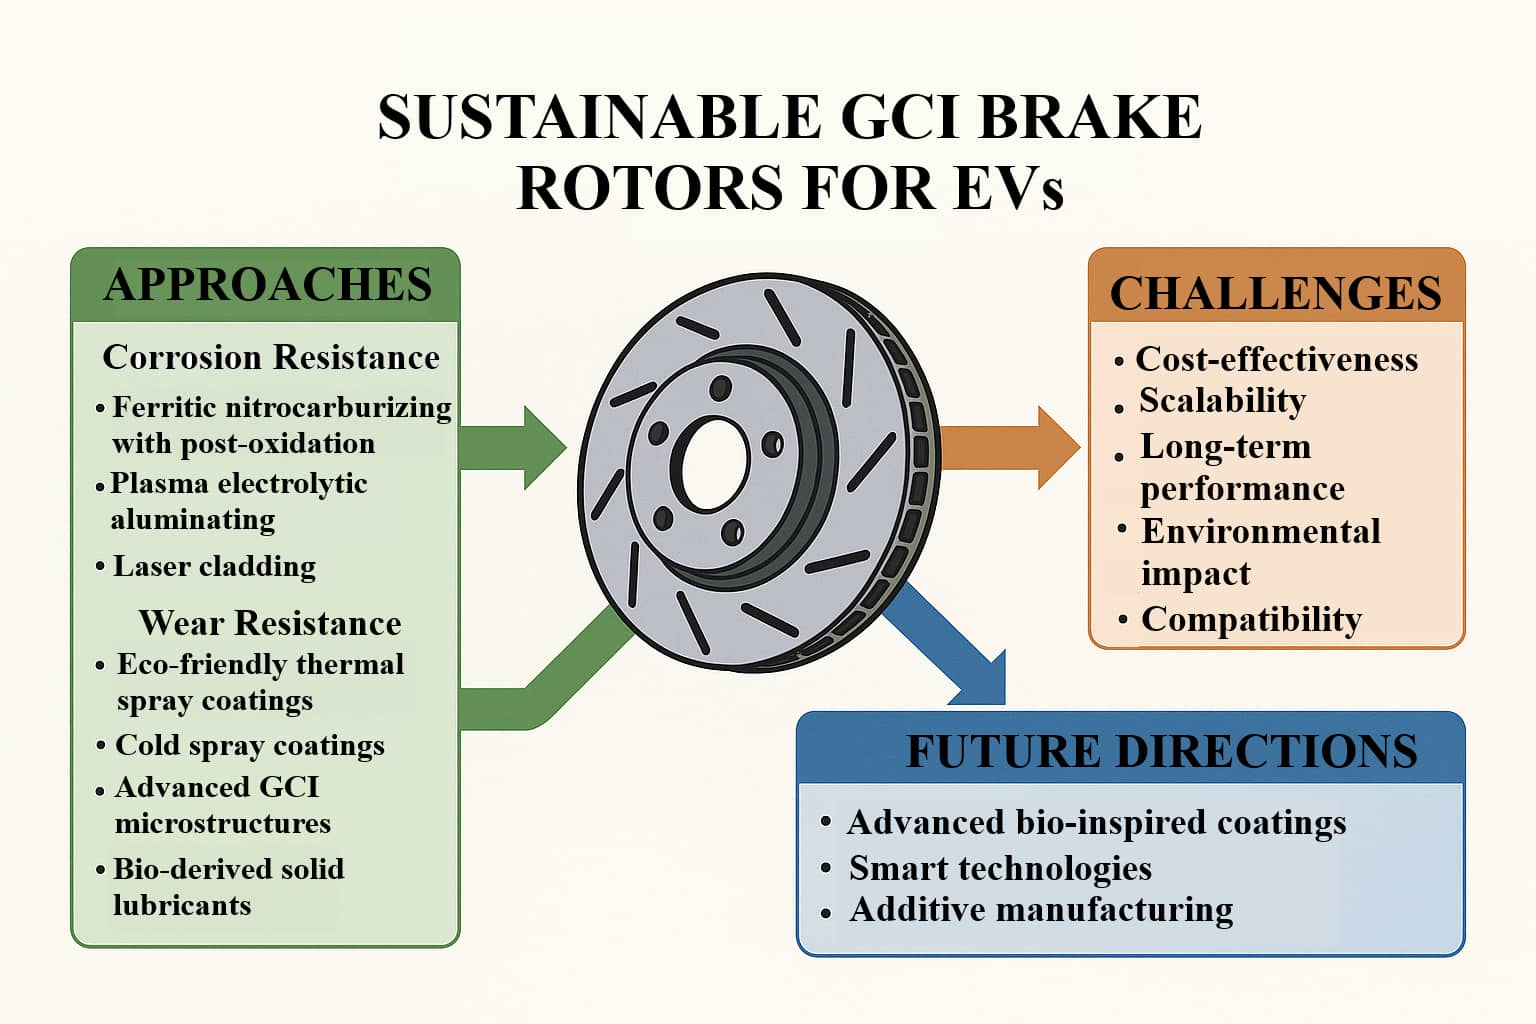 SUSTAINABLE GCI BRAKE
ROTORS FOR EVs
APPROACHES
Corrosion Resistance
• Ferritic nitrocarburizing
with post-oxidation
• Plasma electrolytic
aluminating
• Laser cladding
Wear Resistance
• Eco-friendly thermal
spray coatings
• Cold spray coatings
• Advanced GCI
microstructures
• Bio-derived solid
lubricants
CHALLENGES
• Cost-effectiveness
• Scalability
• Long-term
performance
• Environmental
impact
• Compatibility
FUTURE DIRECTIONS
• Advanced bio-inspired coatings
• Smart technologies
• Additive manufacturing